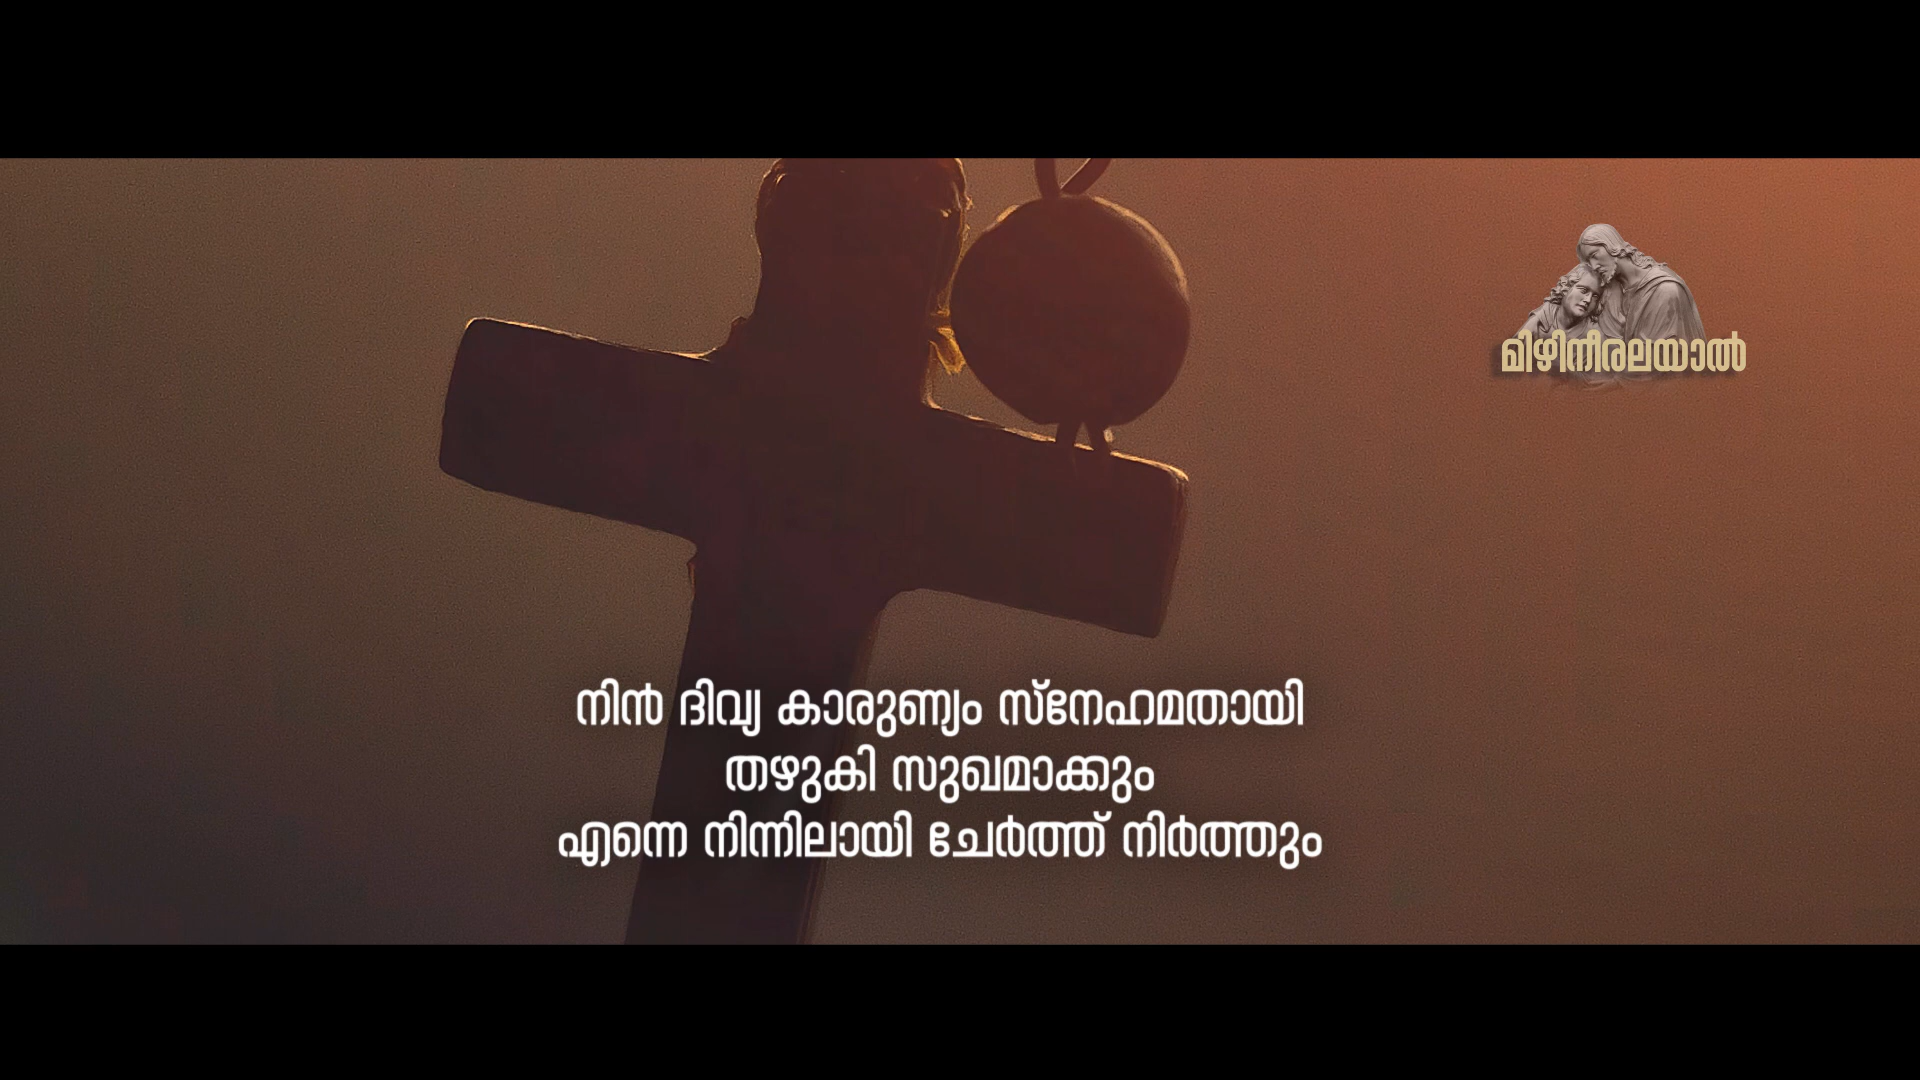 മിഴിനീരലയാൽ
നിൻ ദിവ്യ കാരുണ്യം സ്നേഹമതായി
തഴുകി സുഖമാക്കും
എന്നെ നിന്നിലായി ചേർത്ത് നിർത്തും